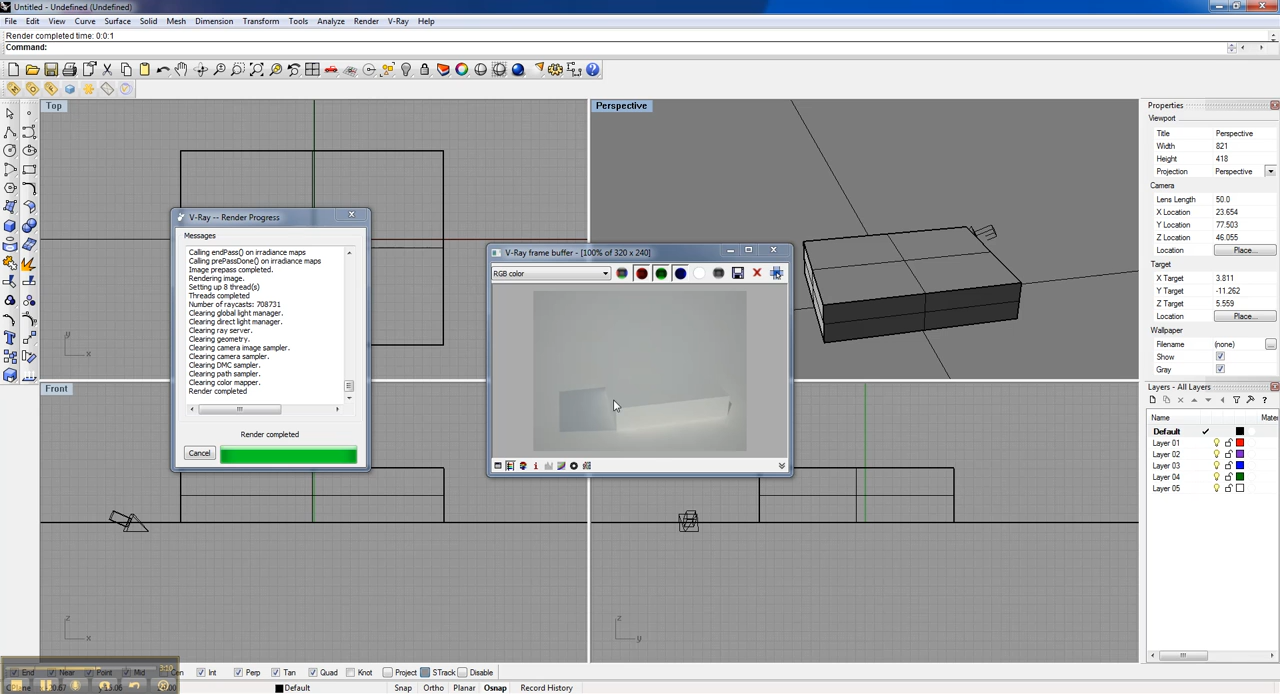 Untitled - Undefined (Undefined)
File Edit View Curve Surface Solid Mesh Dimension Transform Tools Analyze Render V-Ray Help
Render completed time: 0:0:1
Command:
Top
Perspective
Front
y
x
z
x
z
y
V-Ray -- Render Progress
Messages
Calling endPass() on irradiance maps
Calling prePassDone() on irradiance maps
Image prepass completed.
Rendering image.
Setting up 8 thread(s)
Threads completed
Number of raycasts: 708731
Clearing global light manager.
Clearing direct light manager.
Clearing ray server.
Clearing geometry.
Clearing camera image sampler.
Clearing camera sampler.
Clearing DMC sampler.
Clearing path sampler.
Clearing color mapper.
Render completed
Render completed
Cancel
V-Ray frame buffer - [100% of 320 x 240]
RGB color
Properties
Viewport
Title Perspective
Width 821
Height 418
Projection Perspective
Camera
Lens Length 50.0
X Location 23.654
Y Location 77.503
Z Location 46.055
Location Place...
Target
X Target 3.811
Y Target -11.262
Z Target 5.559
Location Place...
Wallpaper
Filename (none)
Show
Gray
Layers - All Layers
Name Mater
Default
Layer 01
Layer 02
Layer 03
Layer 04
Layer 05
End Near Point Mid Cen Int Perp Tan Quad Knot Project STrack Disable
3:10
Default Snap Ortho Planar Osnap Record History